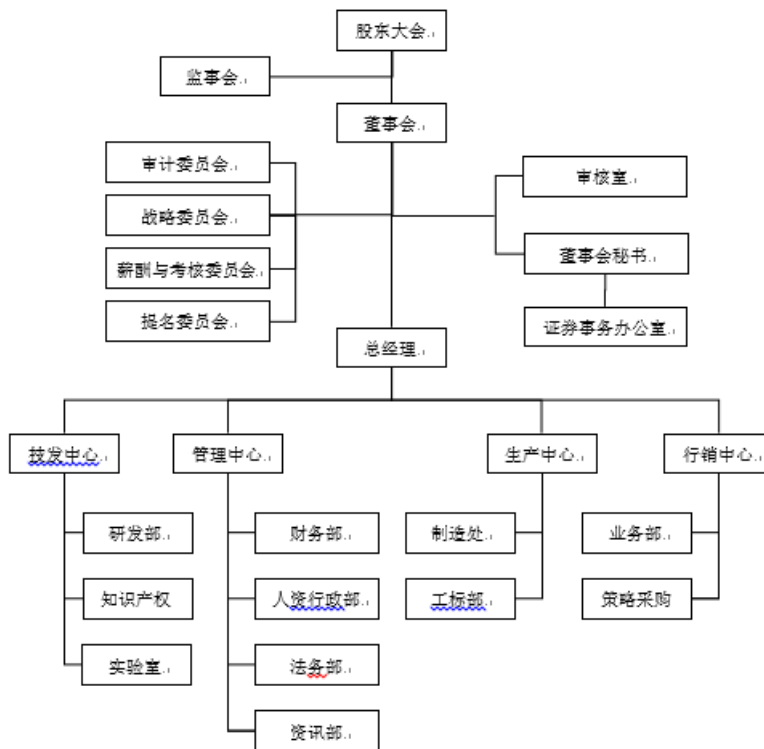 股东大会
监事会
董事会
审计委员会
审核室
战略委员会
董事会秘书
薪酬与考核委员会
提名委员会
证券事务办公室
总经理
技发中心
管理中心
生产中心
行销中心
研发部
财务部
制造处
业务部
知识产权
人资行政部
工标部
策略采购
实验室
法务部
资讯部